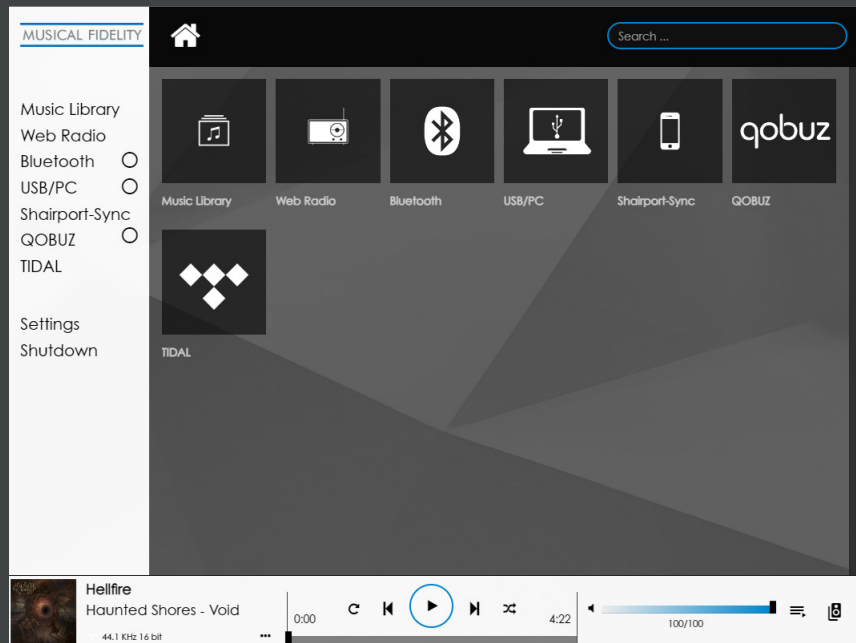 MUSICAL FIDELITY
Search ...
Music Library
Web Radio
Bluetooth
USB/PC
Shairport-Sync
QOBUZ
TIDAL
Settings
Shutdown
qobuz
Music Library
Web Radio
Bluetooth
USB/PC
Shairport-Sync
QOBUZ
TIDAL
Hellfire
Haunted Shores - Void
44.1 KHz 16 bit
•••
0:00
4:22
100/100